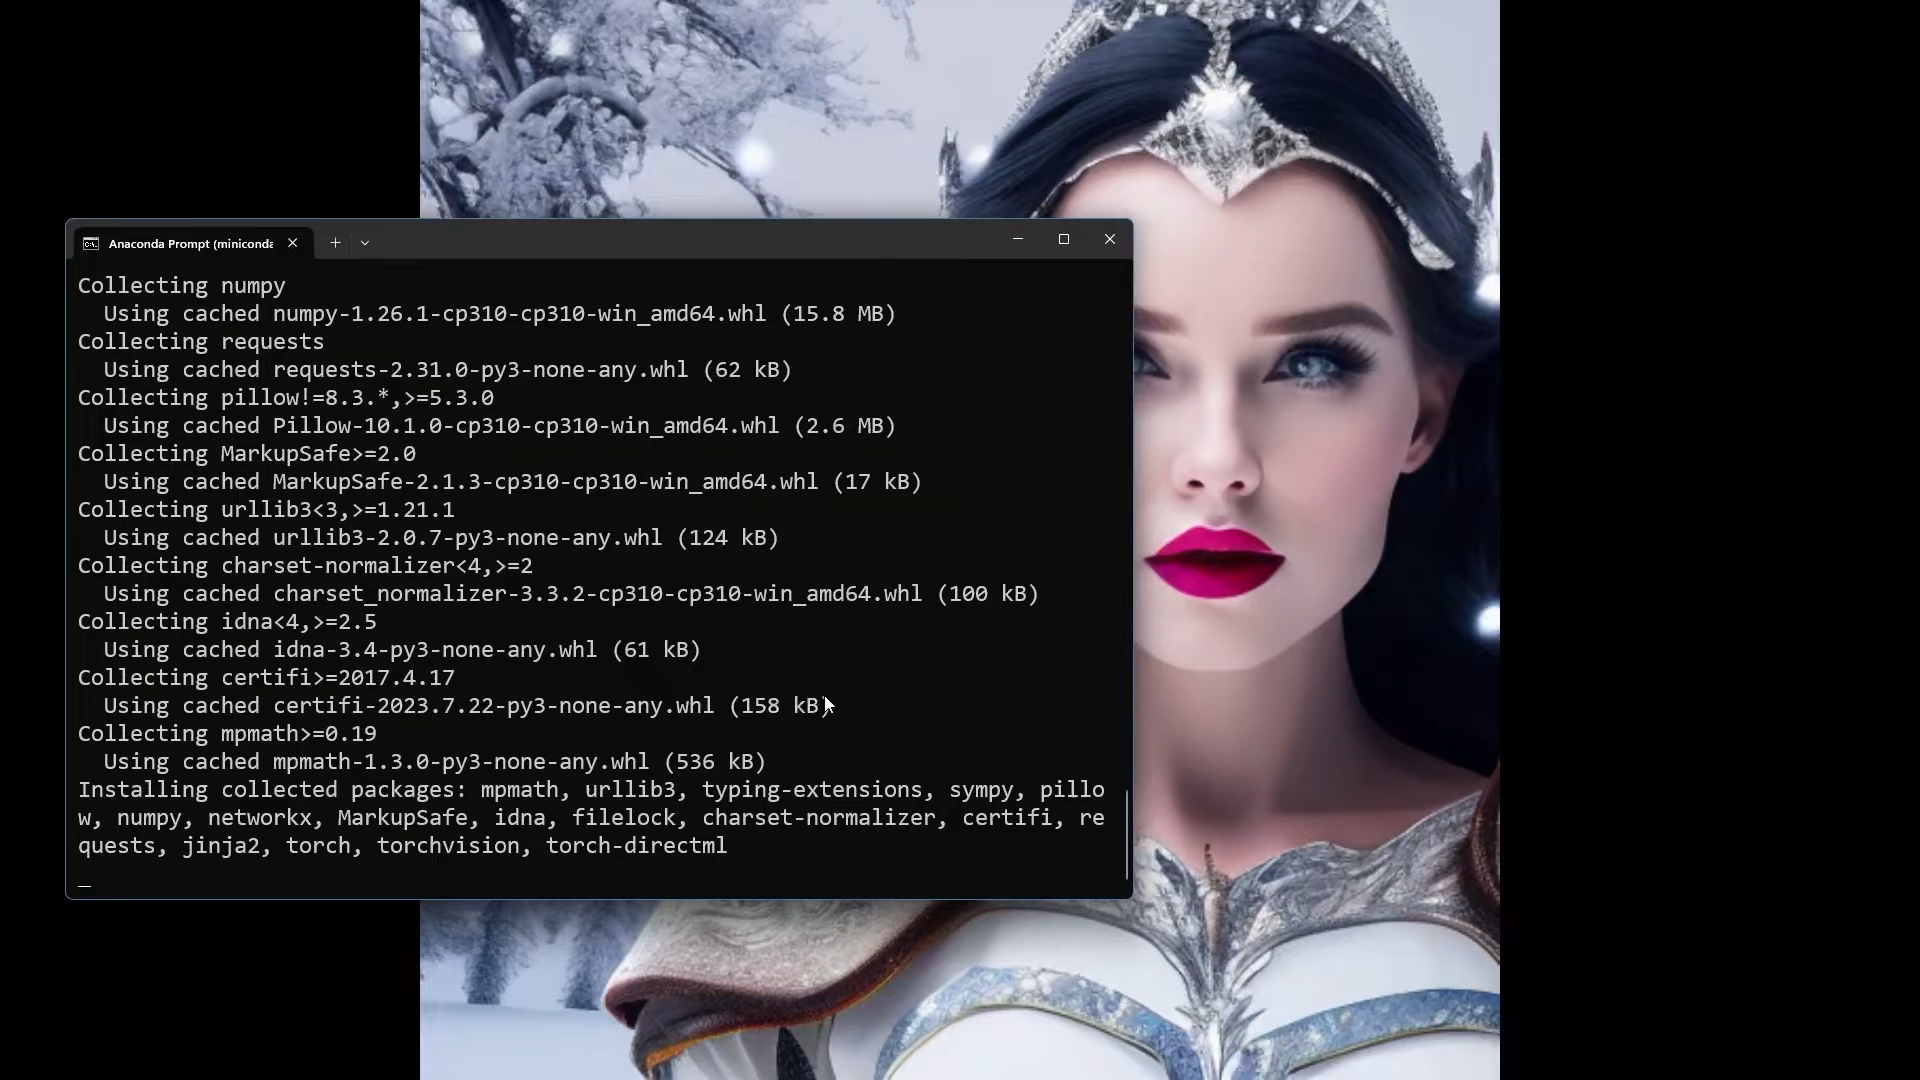 Anaconda Prompt (miniconda
Collecting numpy
Using cached numpy-1.26.1-cp310-cp310-win_amd64.whl (15.8 MB)
Collecting requests
Using cached requests-2.31.0-py3-none-any.whl (62 kB)
Collecting pillow!=8.3.*,>=5.3.0
Using cached Pillow-10.1.0-cp310-cp310-win_amd64.whl (2.6 MB)
Collecting MarkupSafe>=2.0
Using cached MarkupSafe-2.1.3-cp310-cp310-win_amd64.whl (17 kB)
Collecting urllib3<3,>=1.21.1
Using cached urllib3-2.0.7-py3-none-any.whl (124 kB)
Collecting charset-normalizer<4,>=2
Using cached charset_normalizer-3.3.2-cp310-cp310-win_amd64.whl (100 kB)
Collecting idna<4,>=2.5
Using cached idna-3.4-py3-none-any.whl (61 kB)
Collecting certifi>=2017.4.17
Using cached certifi-2023.7.22-py3-none-any.whl (158 kB)
Collecting mpmath>=0.19
Using cached mpmath-1.3.0-py3-none-any.whl (536 kB)
Installing collected packages: mpmath, urllib3, typing-extensions, sympy, pillo
w, numpy, networkx, MarkupSafe, idna, filelock, charset-normalizer, certifi, re
quests, jinja2, torch, torchvision, torch-directml